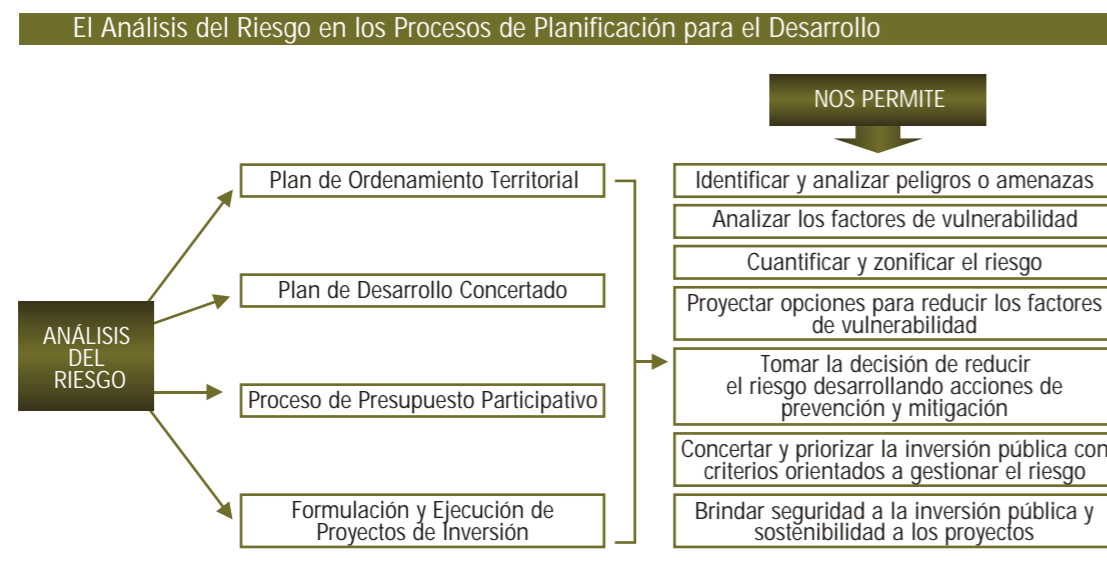 El Análisis del Riesgo en los Procesos de Planificación para el Desarrollo
ANÁLISIS
DEL
RIESGO
Plan de Ordenamiento Territorial
Plan de Desarrollo Concertado
Proceso de Presupuesto Participativo
Formulación y Ejecución de
Proyectos de Inversión
NOS PERMITE
Identificar y analizar peligros o amenazas
Analizar los factores de vulnerabilidad
Cuantificar y zonificar el riesgo
Proyectar opciones para reducir los factores
de vulnerabilidad
Tomar la decisión de reducir
el riesgo desarrollando acciones de
prevención y mitigación
Concertar y priorizar la inversión pública con
criterios orientados a gestionar el riesgo
Brindar seguridad a la inversión pública y
sostenibilidad a los proyectos